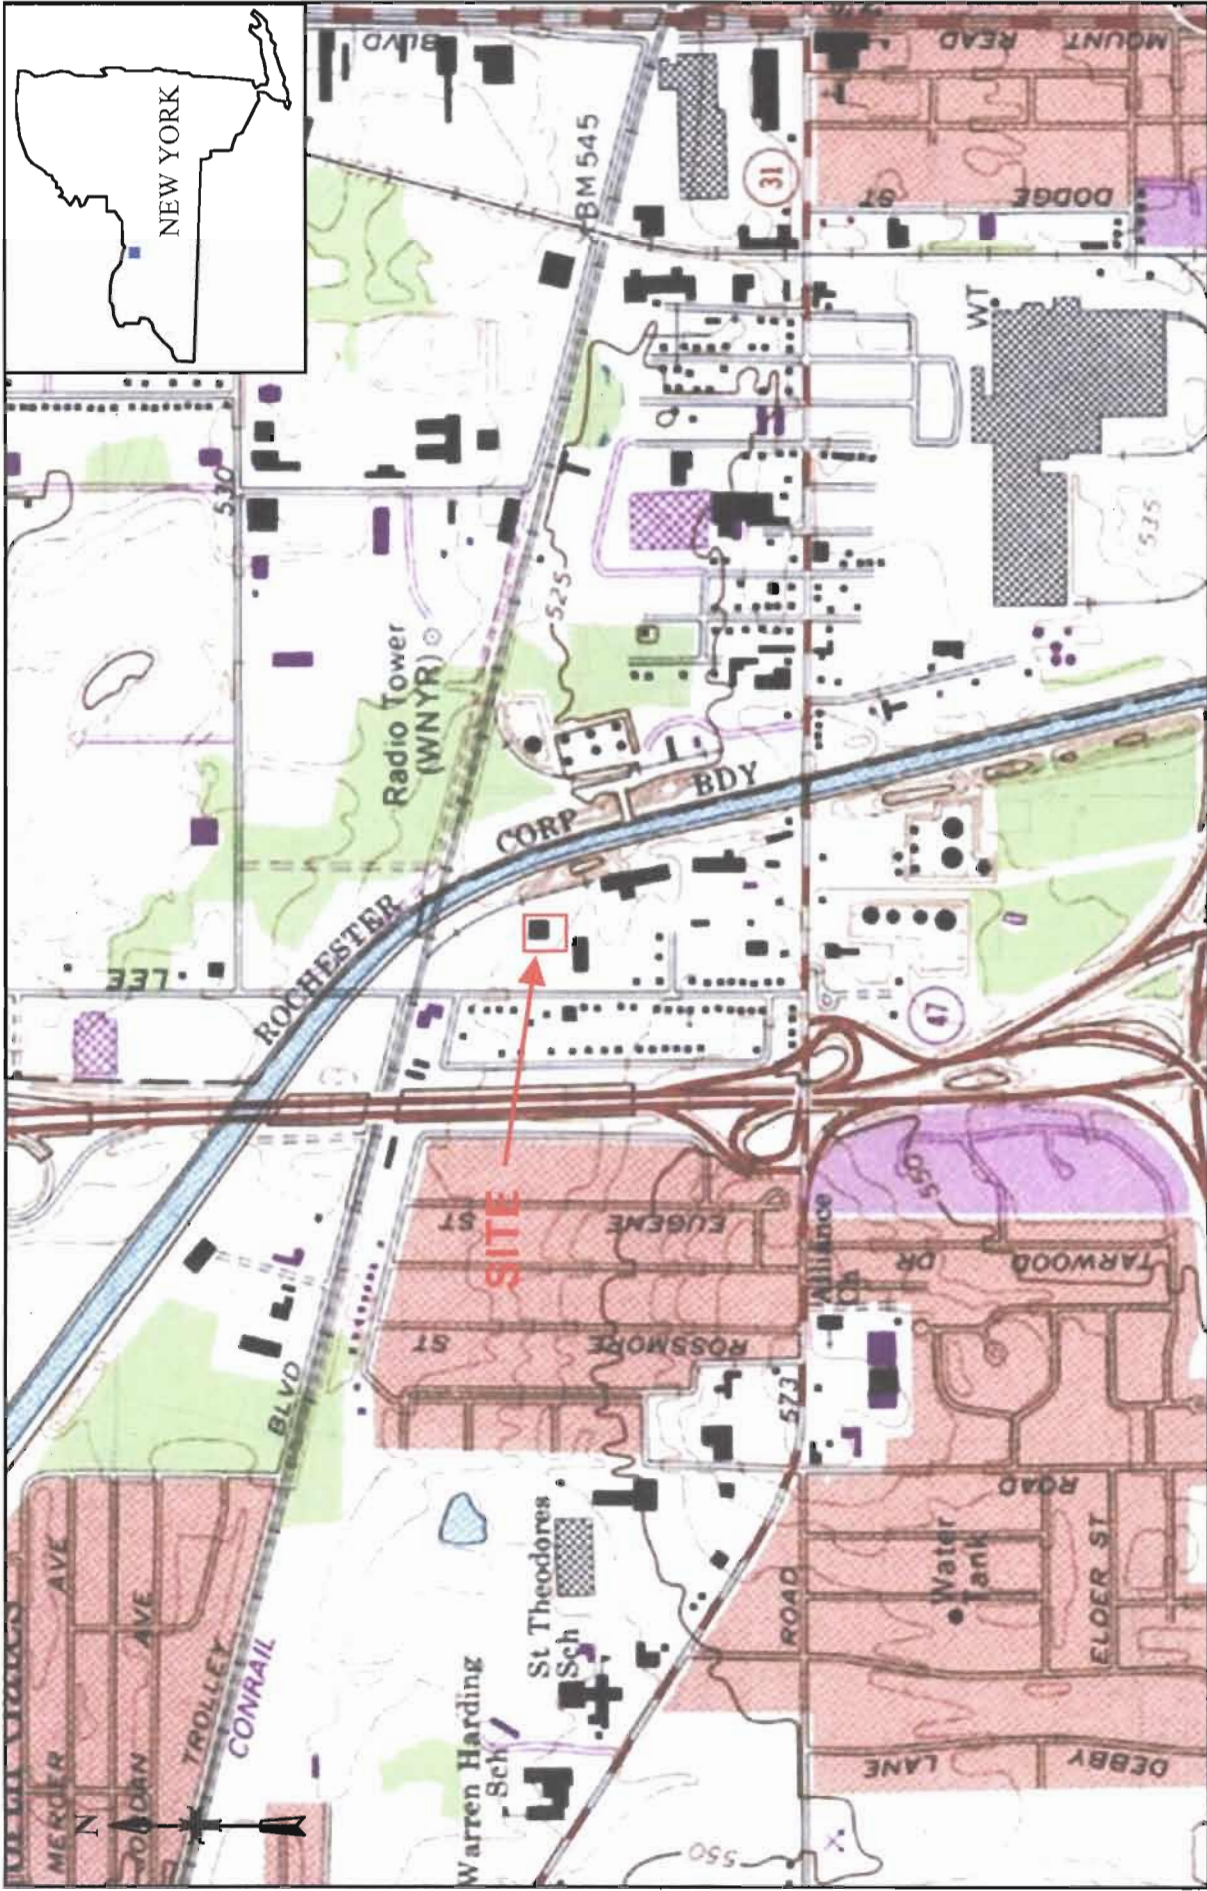 NEW YORK
BLVD
MOUNT READ
BM 545
31
DODGE ST
WT
530
525
535
Radio Tower
(WNYR)
ROCHESTER CORP BDY
LEE
47
SITE
EUGENE ST
ROSSMORE ST
550
TARWOOD DR
Alliance
Ch
573
BLVD
ROAD
Water
Tank
ELDER ST
ROAD
St Theodores
Sch
Warren Harding
Sch
MERCER AVE
JORDAN AVE
TROLLEY
CONRAIL
N
DEBBY LANE
550